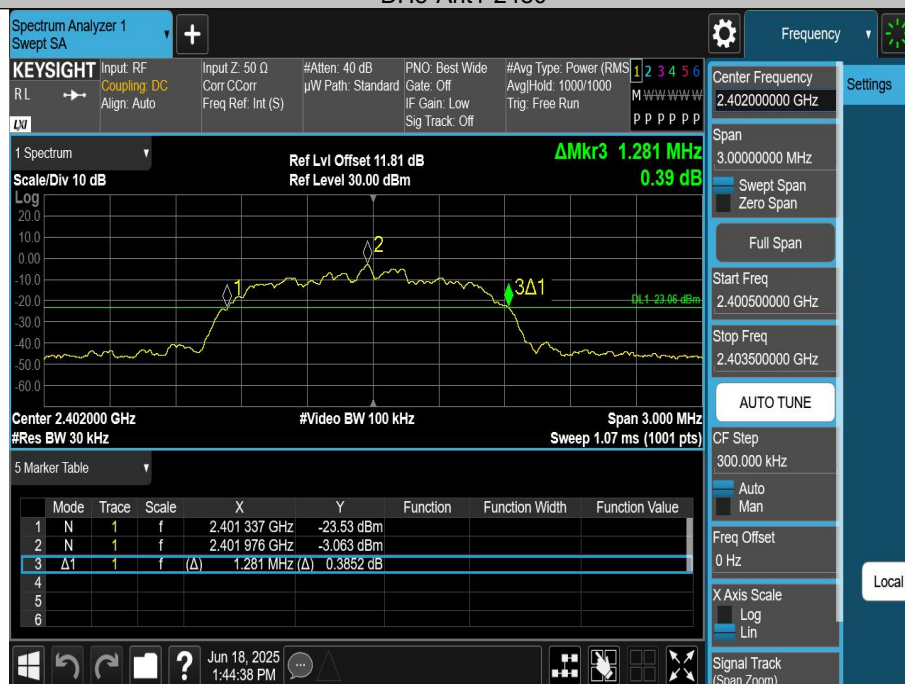 Spectrum Analyzer 1
Swept SA
+
Frequency
KEYSIGHT
RL
LXI
Input: RF
Coupling: DC
Align: Auto
Input Z: 50 Ω
Corr CCorr
Freq Ref: Int (S)
#Atten: 40 dB
µW Path: Standard
PNO: Best Wide
Gate: Off
IF Gain: Low
Sig Track: Off
#Avg Type: Power (RMS
Avg|Hold: 1000/1000
Trig: Free Run
1 2 3 4 5 6
M W W W W W
P P P P P P
1 Spectrum
Scale/Div 10 dB
Log
Ref Lvl Offset 11.81 dB
Ref Level 30.00 dBm
ΔMkr3 1.281 MHz
0.39 dB
20.0
10.0
0.00
-10.0
-20.0
-30.0
-40.0
-50.0
-60.0
1
2
3Δ1
DL1 -23.06 dBm
Center 2.402000 GHz
#Video BW 100 kHz
Span 3.000 MHz
#Res BW 30 kHz
Sweep 1.07 ms (1001 pts)
5 Marker Table
Mode Trace Scale X Y Function Function Width Function Value
1 N 1 f 2.401 337 GHz -23.53 dBm
2 N 1 f 2.401 976 GHz -3.063 dBm
3 Δ1 1 f (Δ) 1.281 MHz (Δ) 0.3852 dB
4
5
6
Jun 18, 2025
1:44:38 PM
?
Center Frequency
2.402000000 GHz
Settings
Span
3.00000000 MHz
Swept Span
Zero Span
Full Span
Start Freq
2.400500000 GHz
Stop Freq
2.403500000 GHz
AUTO TUNE
CF Step
300.000 kHz
Auto
Man
Freq Offset
0 Hz
Local
X Axis Scale
Log
Lin
Signal Track
(Span Zoom)